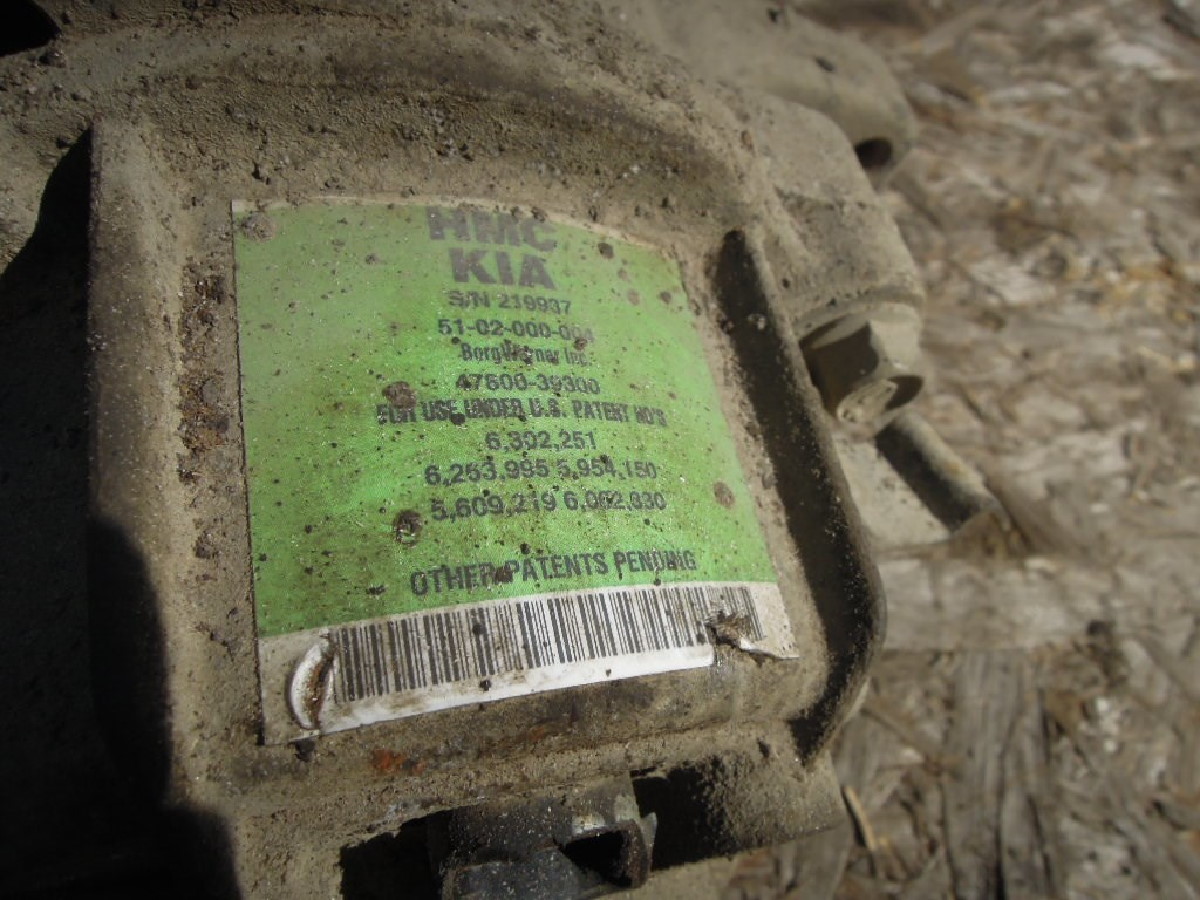 HMC
KIA
S/N 219937
51-02-000-004
BorgWarner Inc.
47600-39300
FOR USE UNDER U.S. PATENT NO'S
6,302,251
6,253,995 5,954,150
5,609,219 6,062,330
OTHER PATENTS PENDING